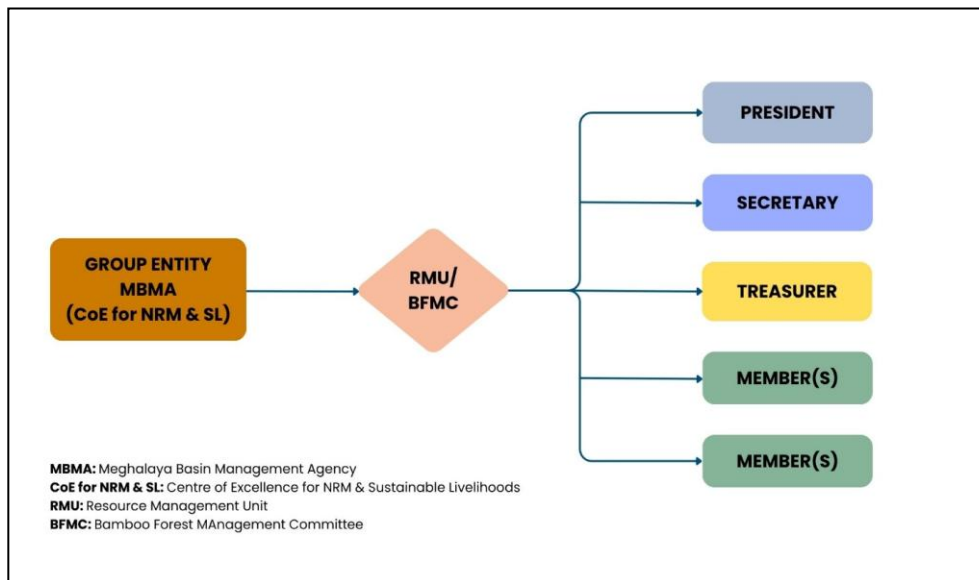 PRESIDENT
SECRETARY
GROUP ENTITY
MBMA
(CoE for NRM & SL)
RMU/
BFMC
TREASURER
MEMBER(S)
MEMBER(S)
MBMA: Meghalaya Basin Management Agency
CoE for NRM & SL: Centre of Excellence for NRM & Sustainable Livelihoods
RMU: Resource Management Unit
BFMC: Bamboo Forest MAnagement Committee